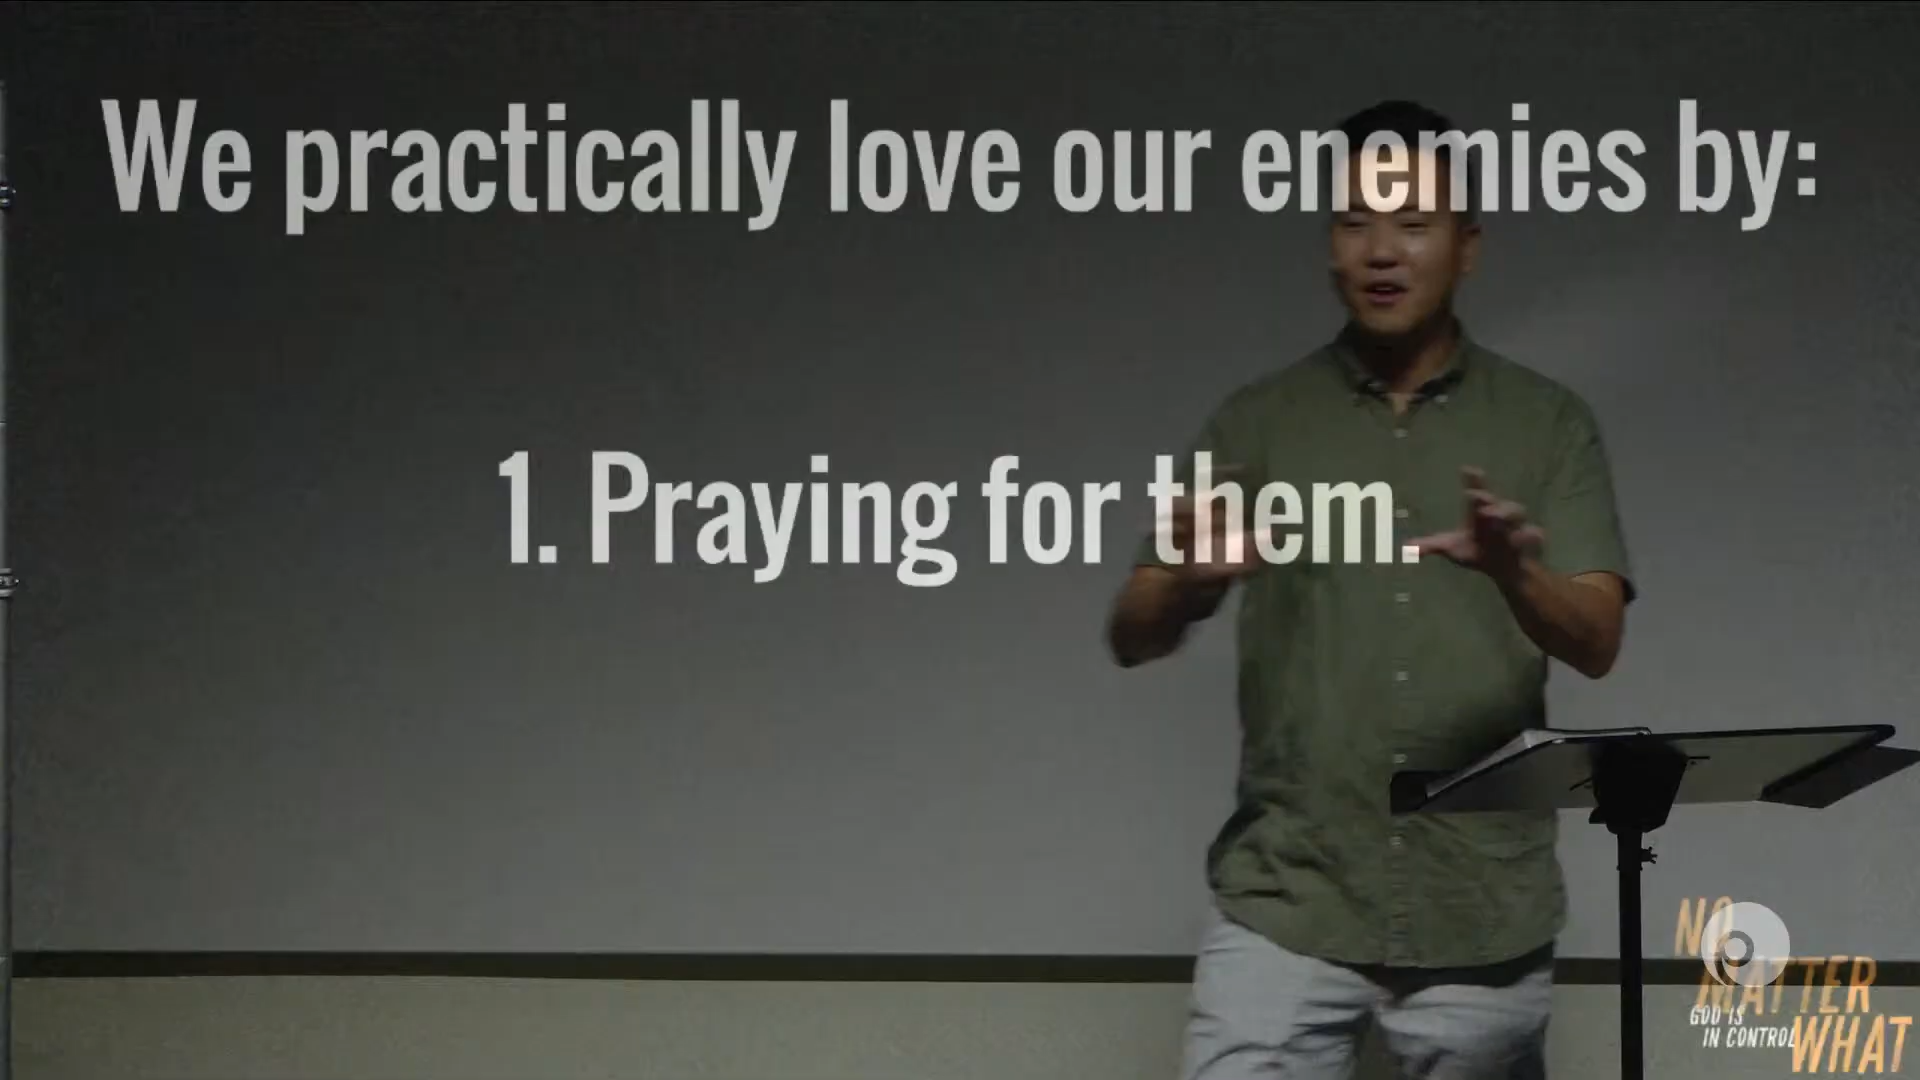 We practically love our enemies by:
1. Praying for them.
NO
MATTER
GOD IS
IN CONTROL
WHAT